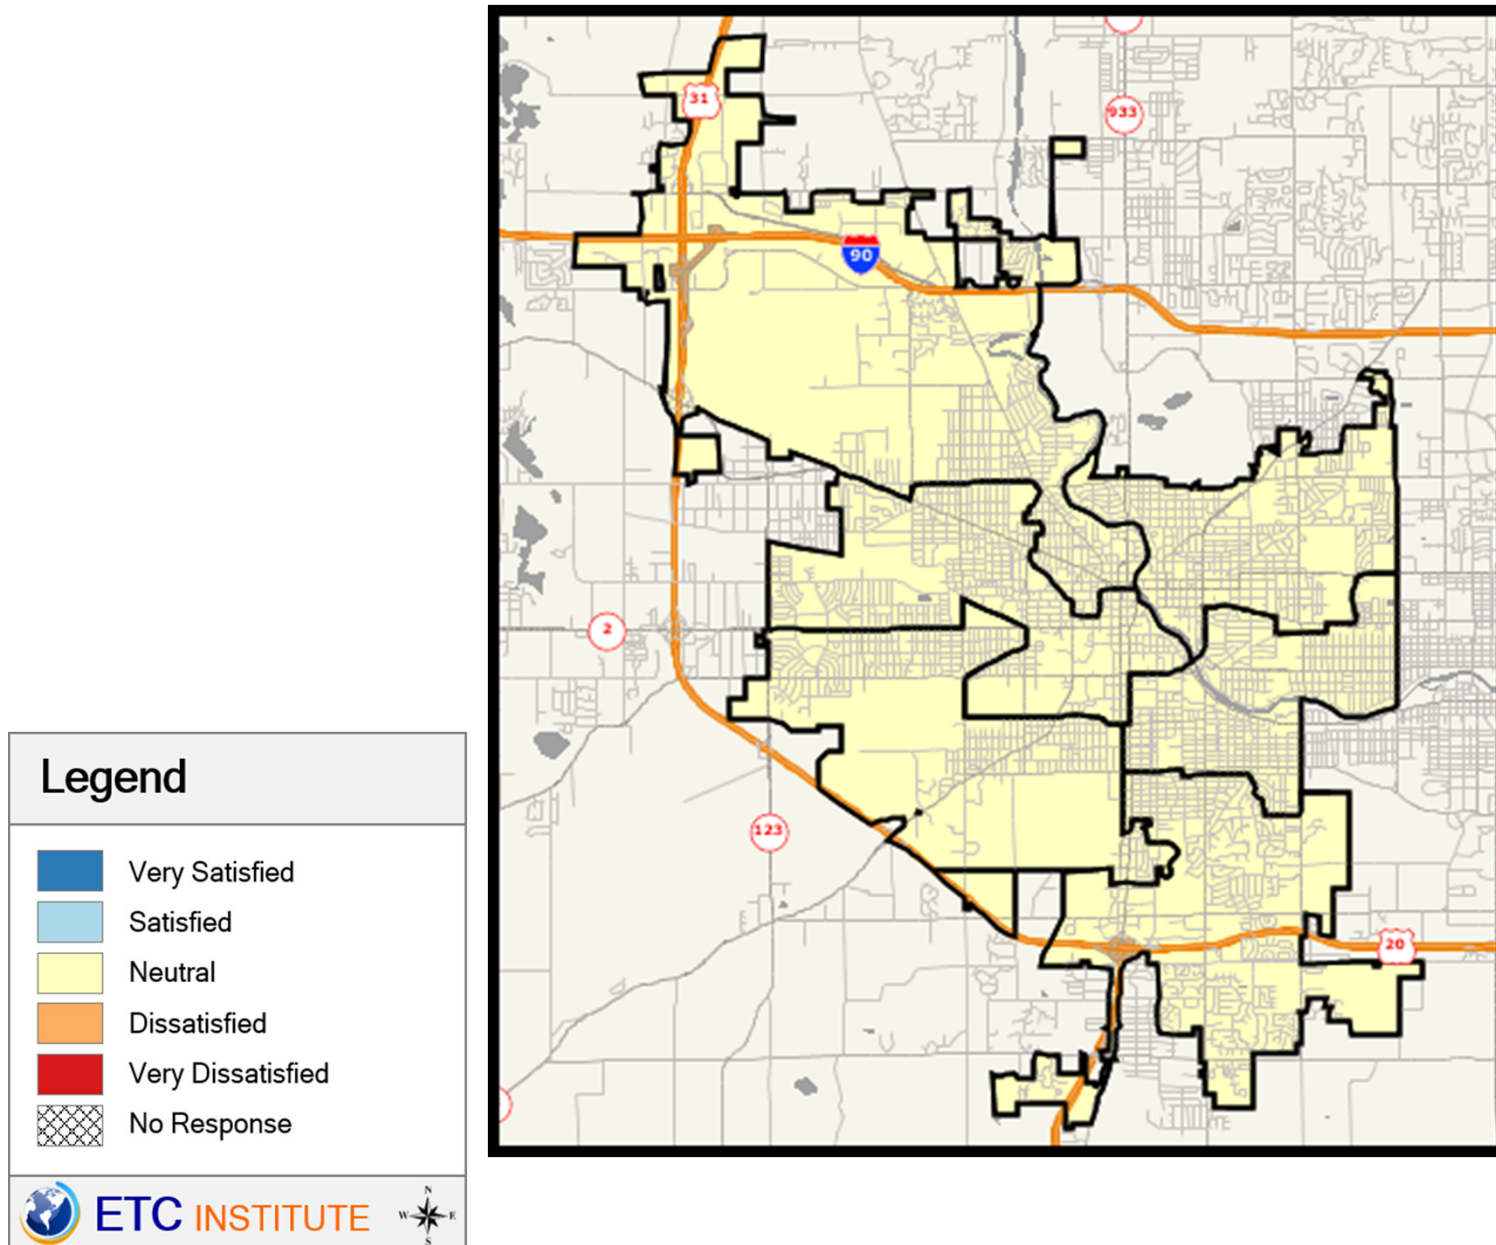 31
933
90
2
123
20
Legend
Very Satisfied
Satisfied
Neutral
Dissatisfied
Very Dissatisfied
No Response
ETC INSTITUTE
N
W E
S